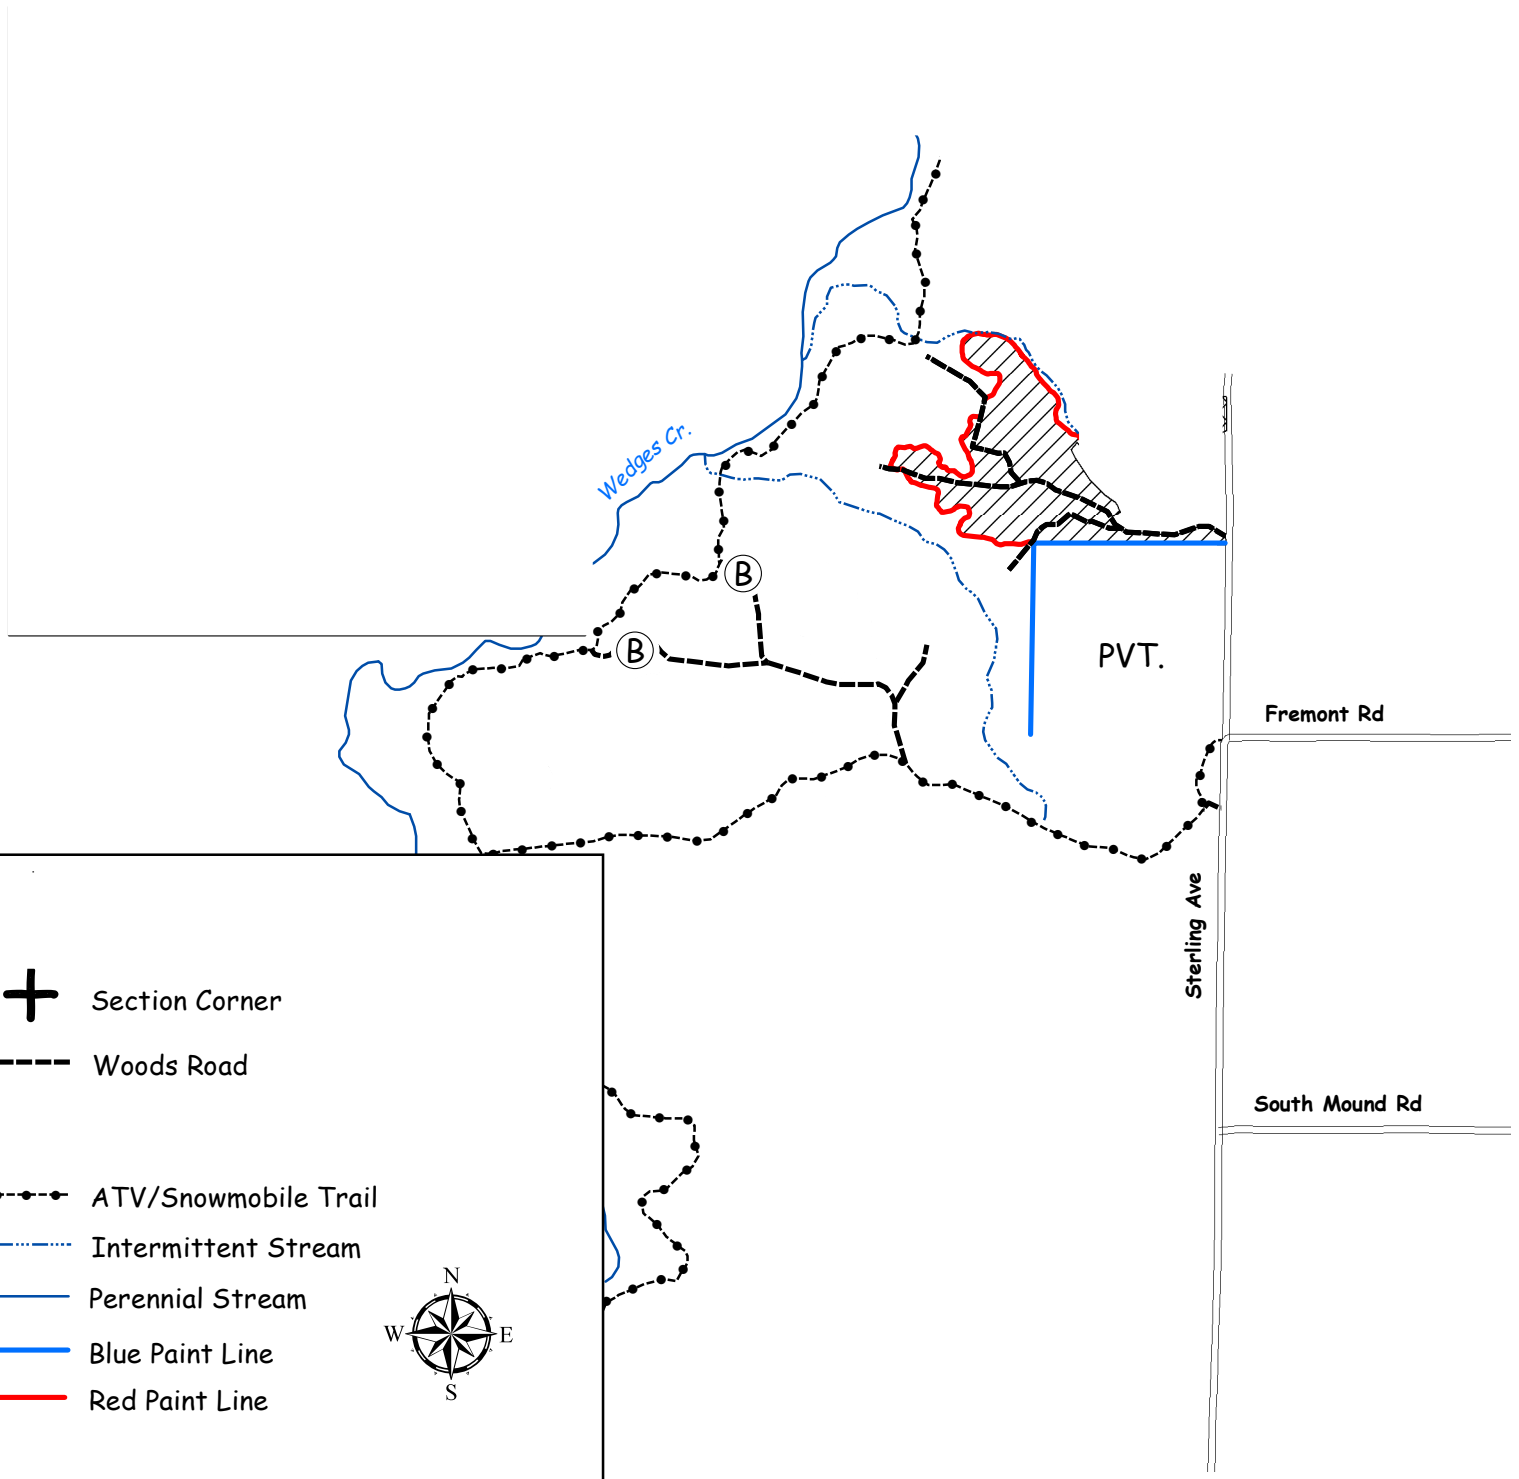 Wedges Cr.
B
B
PVT.
Fremont Rd
Sterling Ave
Section Corner
Woods Road
South Mound Rd
ATV/Snowmobile Trail
Intermittent Stream
Perennial Stream
Blue Paint Line
Red Paint Line
N
W
E
S